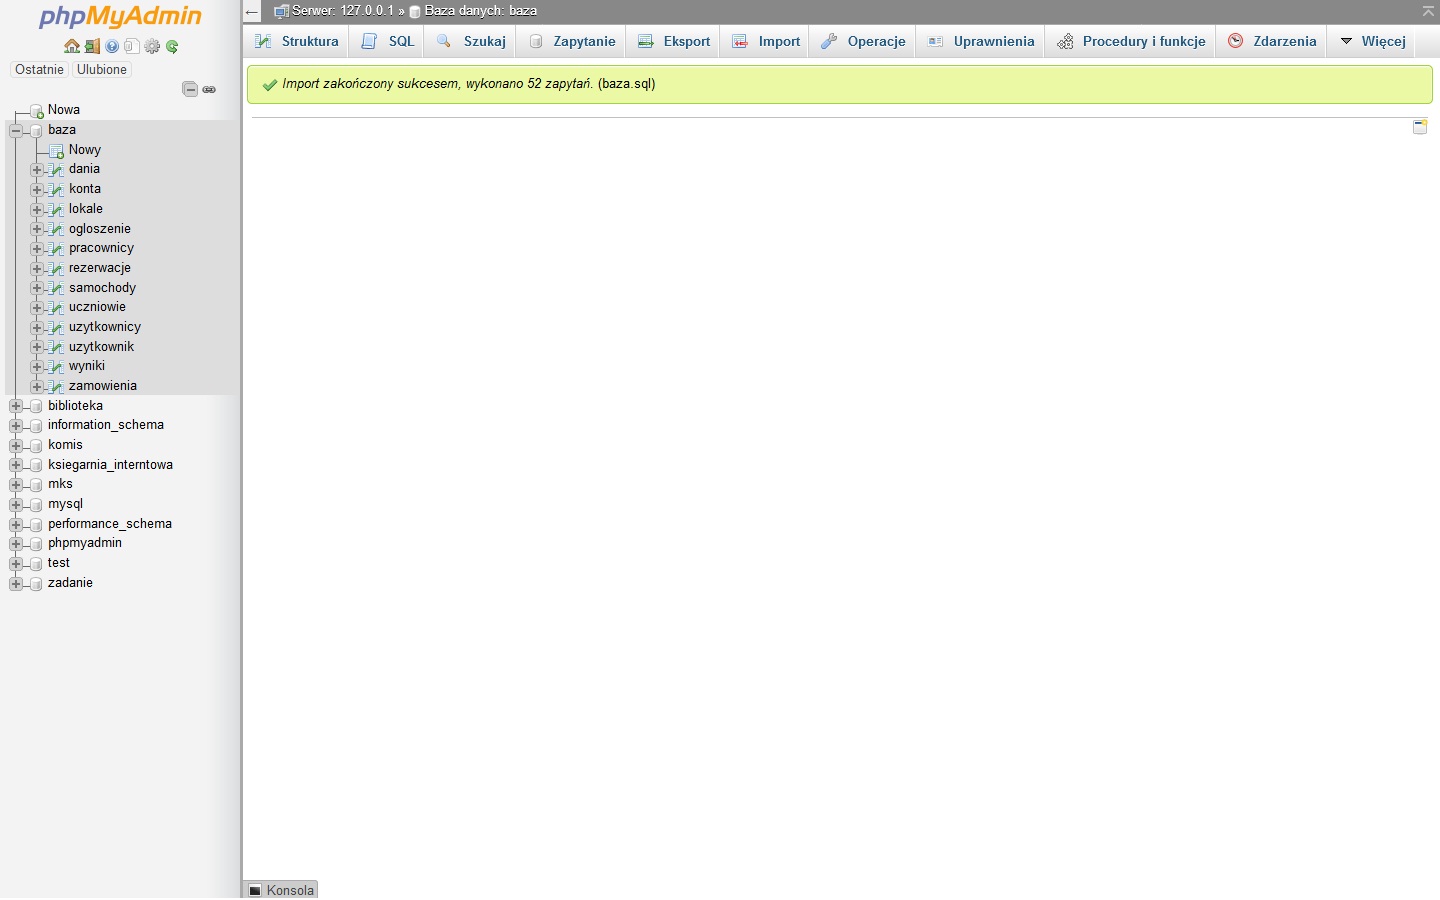 phpMyAdmin
Ostatnie Ulubione
Nowa
baza
Nowy
dania
konta
lokale
ogloszenie
pracownicy
rezerwacje
samochody
uczniowie
uzytkownicy
uzytkownik
wyniki
zamowienia
biblioteka
information_schema
komis
ksiegarnia_interntowa
mks
mysql
performance_schema
phpmyadmin
test
zadanie
← Serwer: 127.0.0.1 » Baza danych: baza
Struktura SQL Szukaj Zapytanie Eksport Import Operacje Uprawnienia Procedury i funkcje Zdarzenia Więcej
Import zakończony sukcesem, wykonano 52 zapytań. (baza.sql)
Konsola